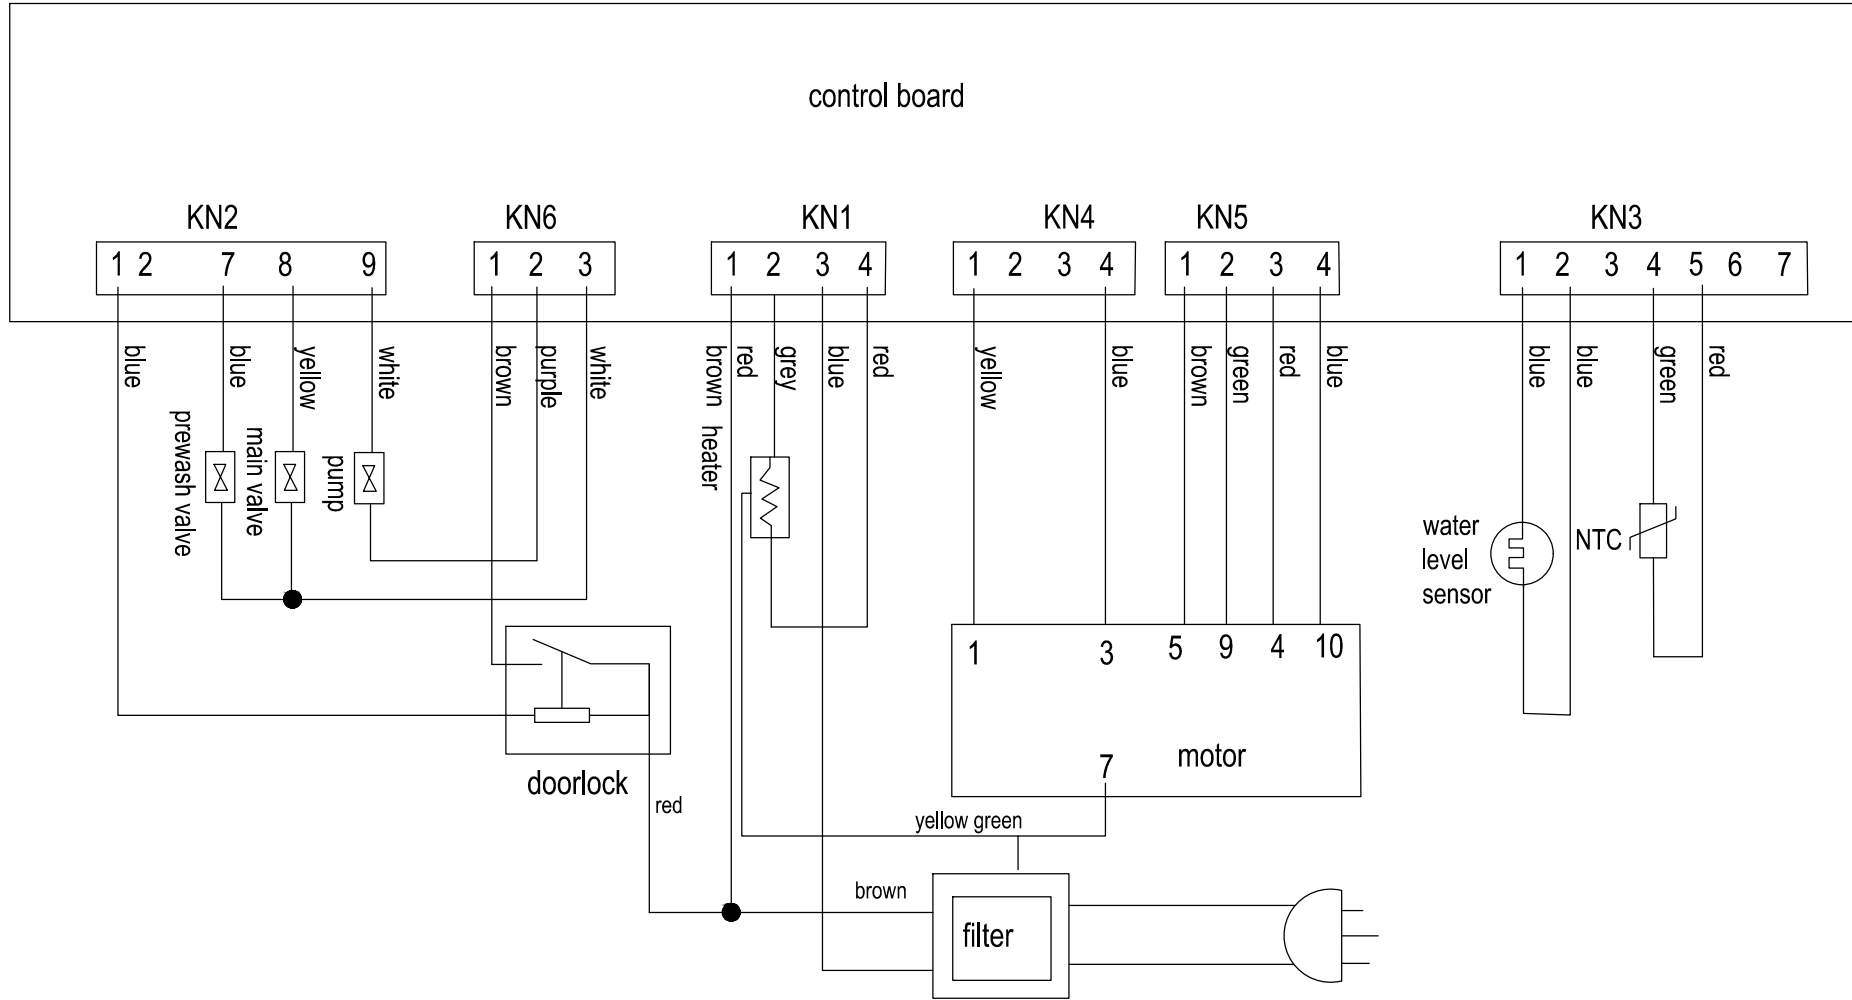 control board
KN2 KN6 KN1 KN4 KN5 KN3
1 2 7 8 9 1 2 3 1 2 3 4 1 2 3 4 1 2 3 4 1 2 3 4 5 6 7
blue
blue
yellow
white
brown
purple
white
brown
red
grey
blue
red
yellow
blue
brown
green
red
blue
blue
blue
green
red
prewash valve
main valve
pump
heater
water
level
sensor
NTC
1 3 5 9 4 10
7
motor
doorlock
red
yellow green
brown
filter